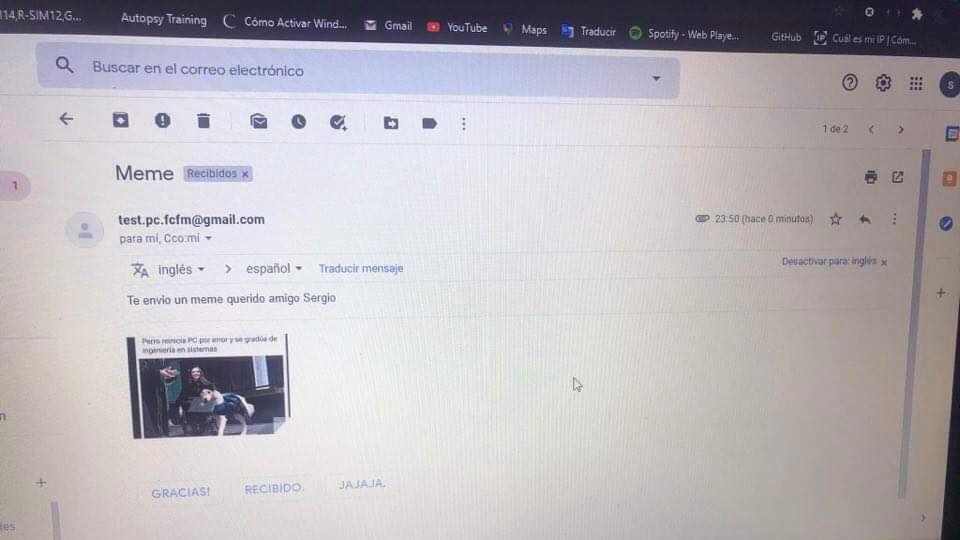 I14,R-SIM12,G...
Autopsy Training
Cómo Activar Wind...
Gmail
YouTube
Maps
Traducir
Spotify - Web Playe...
GitHub
Cuál es mi IP | Cóm...
Buscar en el correo electrónico
S
1 de 2
1
Meme
Recibidos x
test.pc.fcfm@gmail.com
23:50 (hace 0 minutos)
para mí, Cco:mí
inglés > español Traducir mensaje
Desactivar para: inglés x
Te envio un meme querido amigo Sergio
Perro reinicia PC por error y se gradúa de
ingeniería en sistemas
GRACIAS!
RECIBIDO.
JAJAJA.